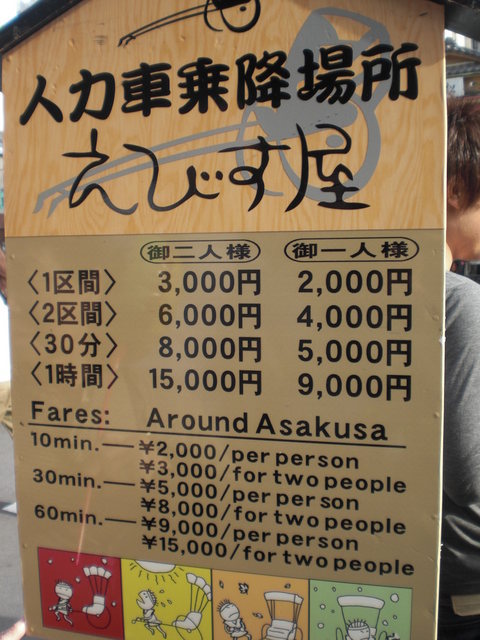 人力車乗降場所
えびす屋
御二人様 御一人様
〈1区間〉 3,000円 2,000円
〈2区間〉 6,000円 4,000円
〈30分〉 8,000円 5,000円
〈1時間〉 15,000円 9,000円
Fares: Around Asakusa
10min.—¥2,000/per person
¥3,000/for two people
30min.—¥5,000/per person
¥8,000/for two people
60min.—¥9,000/per person
¥15,000/for two people